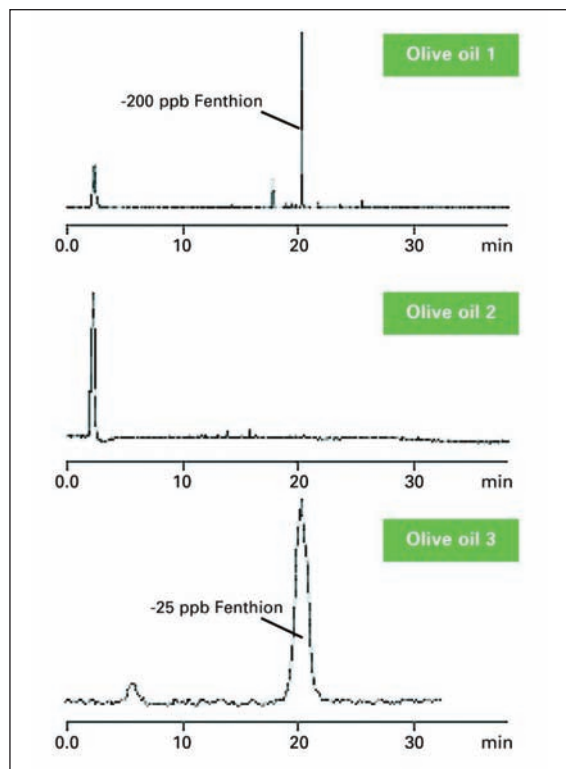 Olive oil 1
-200 ppb Fenthion
0.0 10 20 30 min
Olive oil 2
0.0 10 20 30 min
Olive oil 3
-25 ppb Fenthion
0.0 10 20 30 min